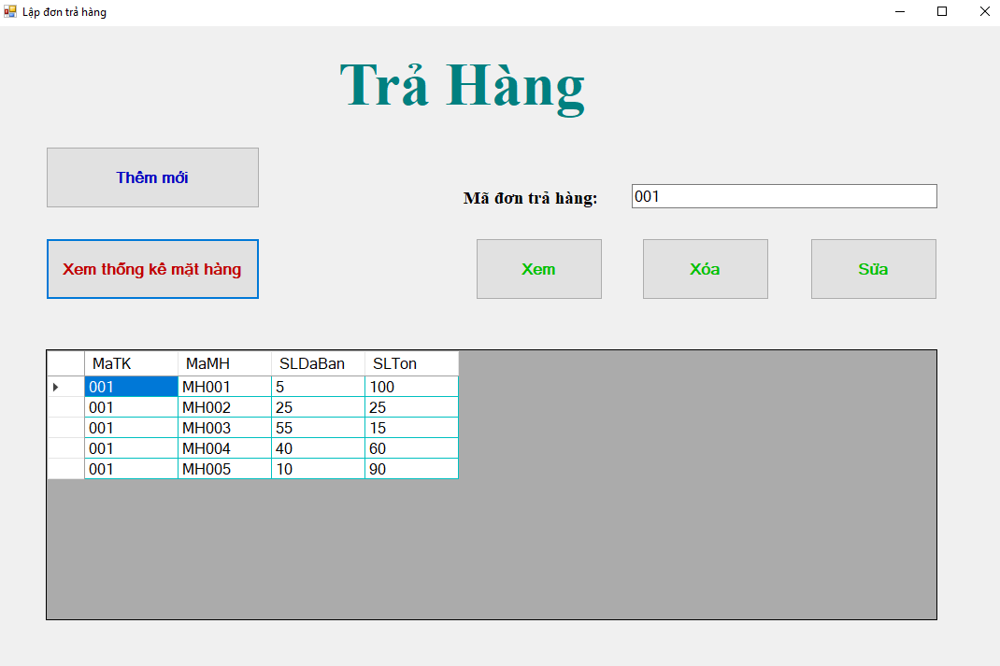 Lập đơn trả hàng
Trả Hàng
Thêm mới
Mã đơn trả hàng: 001
Xem thống kê mặt hàng Xem Xóa Sửa
MaTK MaMH SLDaBan SLTon
001 MH001 5 100
001 MH002 25 25
001 MH003 55 15
001 MH004 40 60
001 MH005 10 90